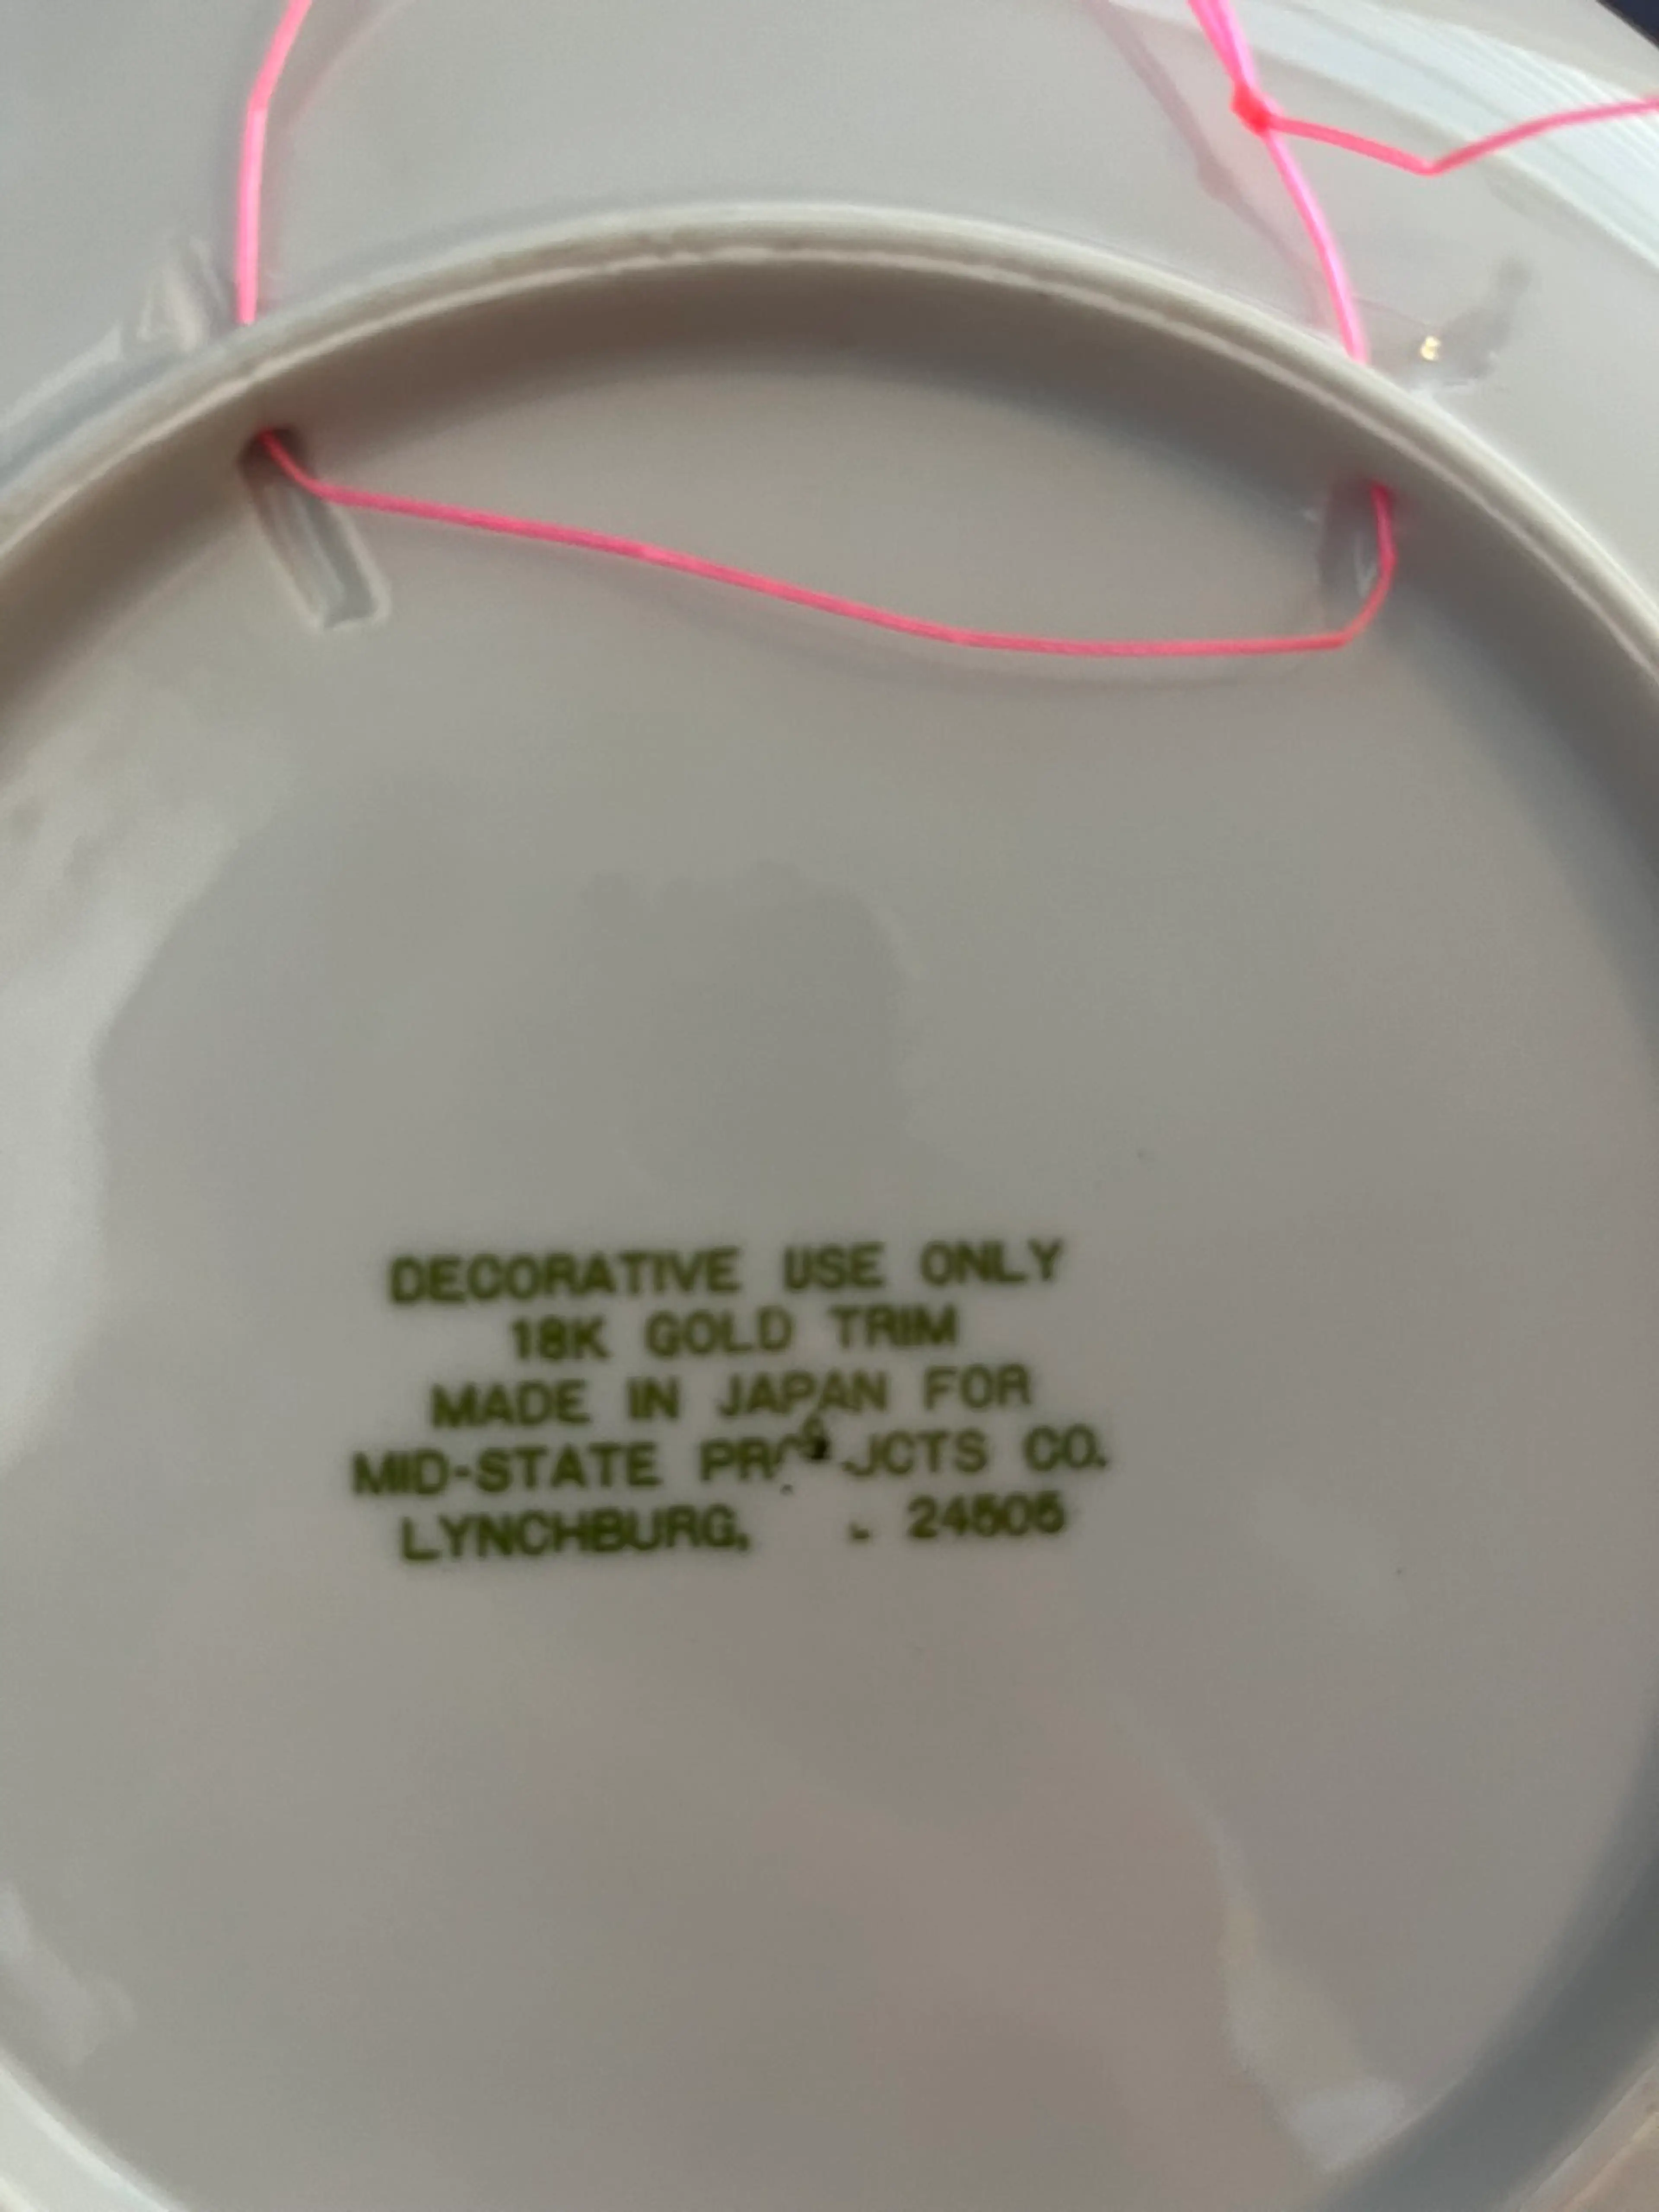 DECORATIVE USE ONLY
18K GOLD TRIM
MADE IN JAPAN FOR
MID-STATE CO.
LYNCHBURG, 24505